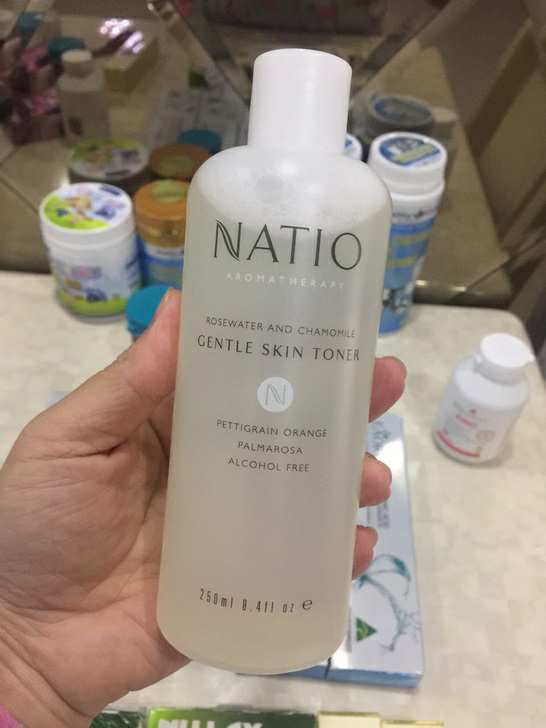 NATIO
AROMATHERAPY
ROSEWATER AND CHAMOMILE
GENTLE SKIN TONER
N
PETTIGRAIN ORANGE
PALMAROSA
ALCOHOL FREE
250ml 8.4fl oz e